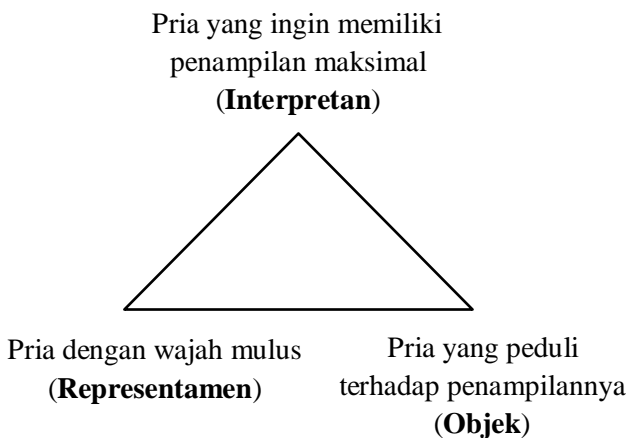 Pria yang ingin memiliki
penampilan maksimal
(Interpretan)
Pria dengan wajah mulus
(Representamen)
Pria yang peduli
terhadap penampilannya
(Objek)